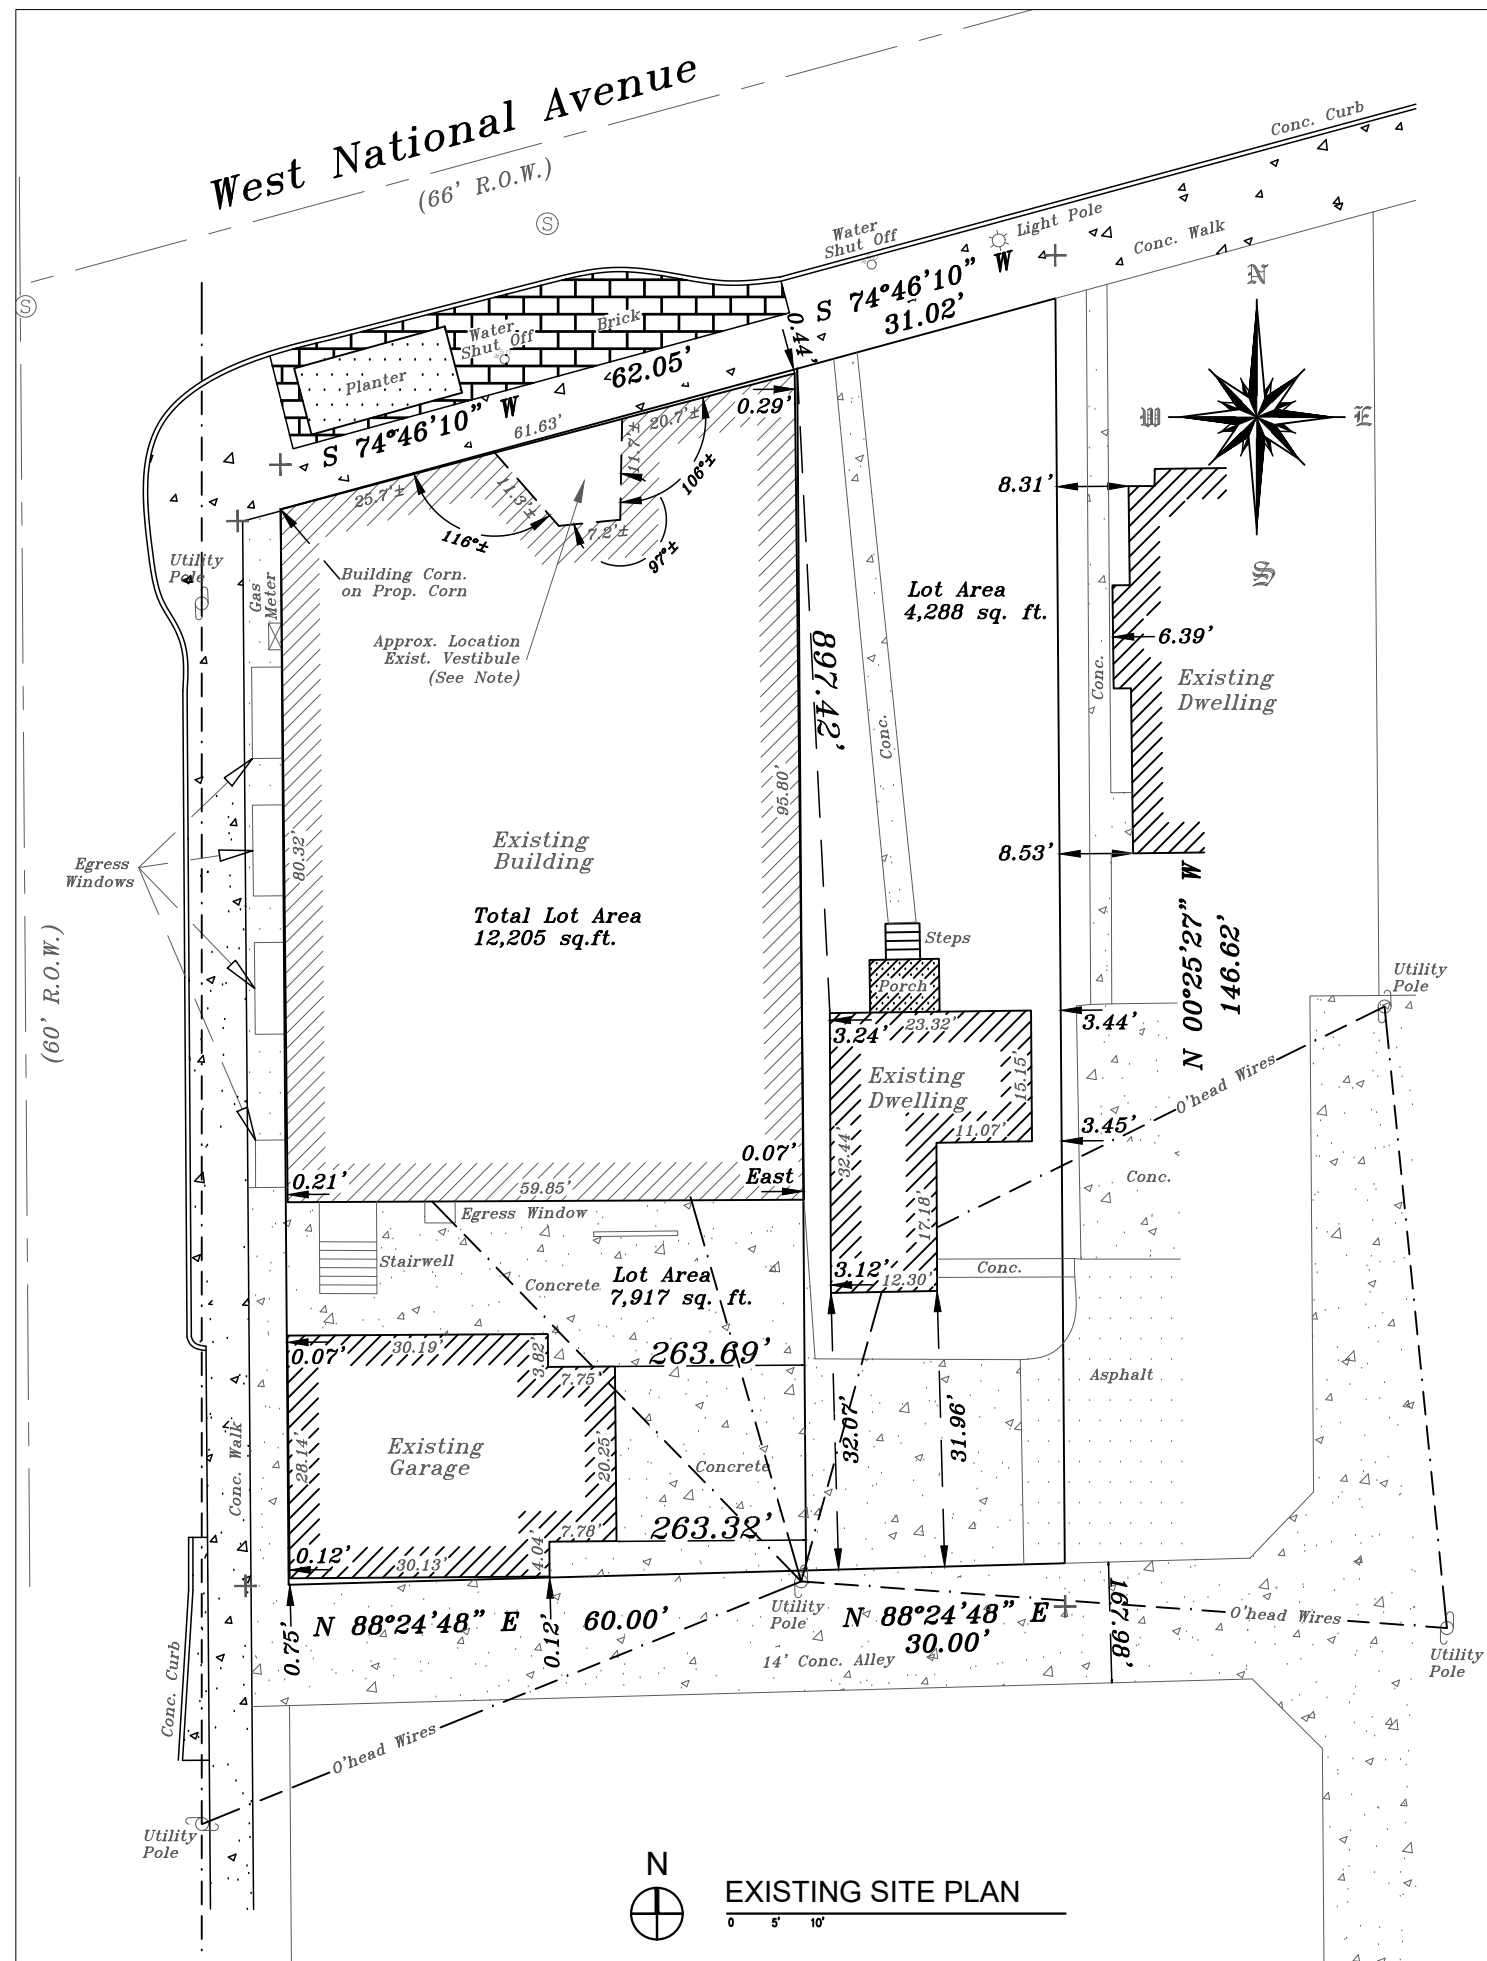 West National Avenue
(66' R.O.W.)
S
S
Conc. Curb
Water
Shut Off
Light Pole
Conc. Walk
S 74°46'10" W
31.02'
0.44'
Water
Shut Off
Brick
Planter
62.05'
S 74°46'10" W
61.63'
20.7'±
0.29'
25.7'±
11.3'±
11.7'±
7.2'±
116°±
106°±
97°±
N
W
E
S
8.31'
Utility
Pole
Gas
Meter
Building Corn.
on Prop. Corn
Approx. Location
Exist. Vestibule
(See Note)
Lot Area
4,288 sq. ft.
6.39'
Existing
Dwelling
897.42'
Conc.
Conc.
95.80'
80.32'
Existing
Building
Total Lot Area
12,205 sq.ft.
Egress
Windows
8.53'
(60' R.O.W.)
N 00°25'27" W
146.62'
Steps
Porch
Utility
Pole
3.24'
23.32'
3.44'
Existing
Dwelling
15.15'
O'head Wires
11.07'
3.45'
32.44'
17.18'
Conc.
0.07'
East
0.21'
59.85'
Egress Window
Stairwell
Concrete
Lot Area
7,917 sq. ft.
3.12'
12.30'
Conc.
263.69'
0.07'
30.19'
3.82'
7.75'
Asphalt
32.07'
31.96'
Existing
Garage
28.14'
20.25'
Concrete
Conc. Walk
263.32'
7.78'
4.04'
0.12'
30.13'
0.75'
N 88°24'48" E
0.12'
60.00'
Utility
Pole
N 88°24'48" E
30.00'
167.98'
O'head Wires
14' Conc. Alley
Utility
Pole
Conc. Curb
O'head Wires
Utility
Pole
N
EXISTING SITE PLAN
0 5' 10'